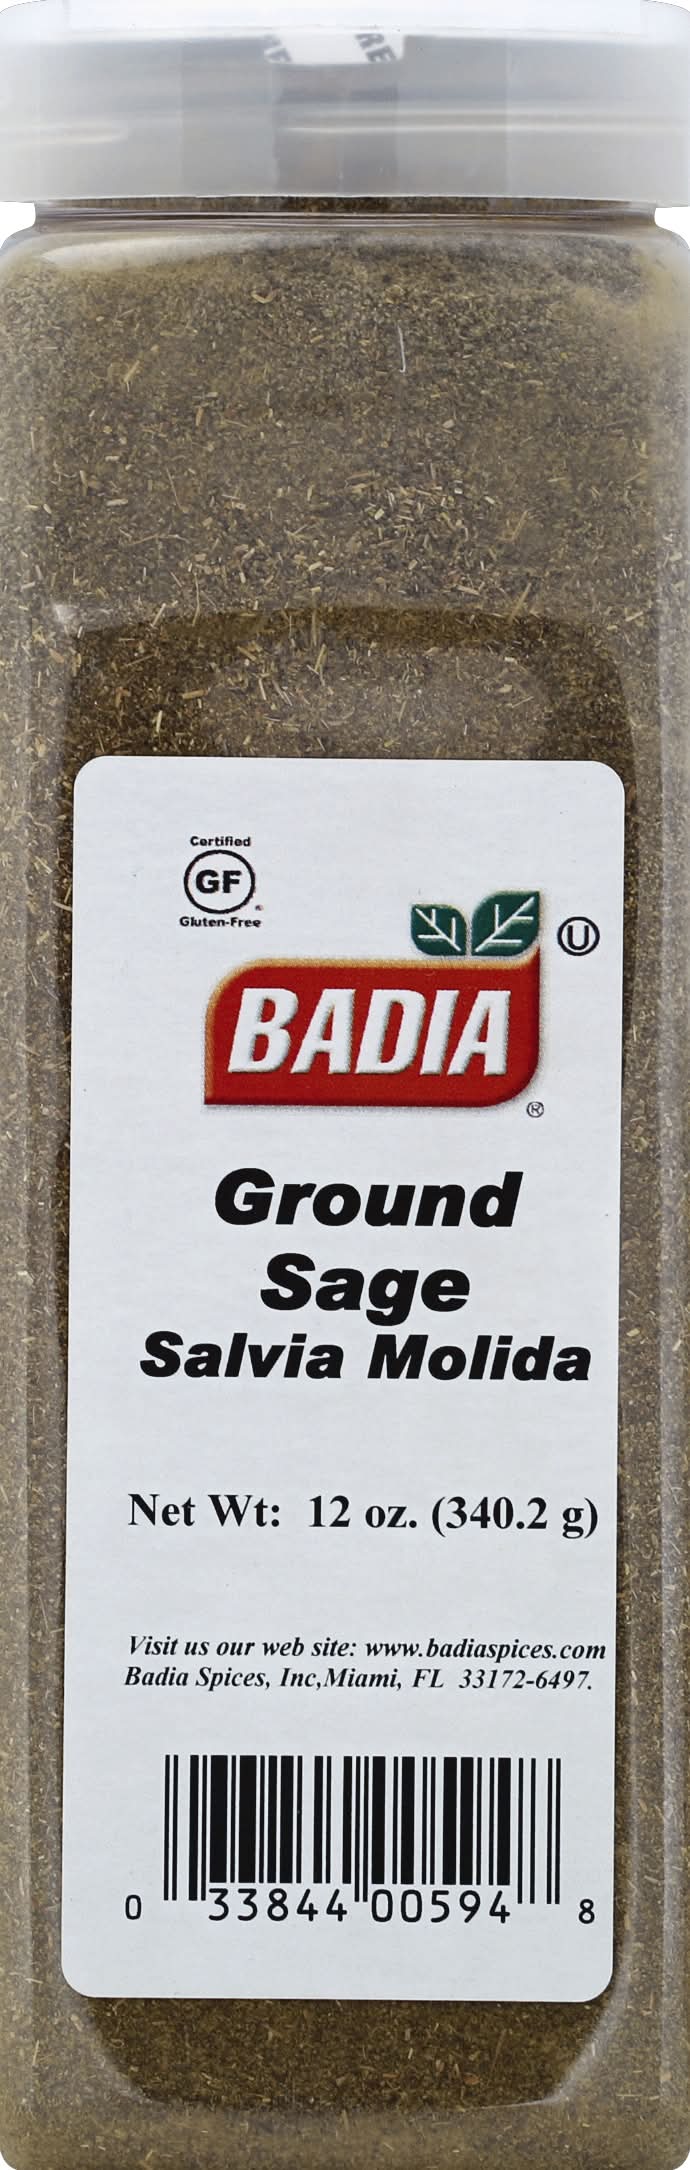 Certified
GF
Gluten-Free
U
BADIA
®
Ground
Sage
Salvia Molida
Net Wt: 12 oz. (340.2 g)
Visit us our web site: www.badiaspices.com
Badia Spices, Inc,Miami, FL 33172-6497.
0 33844 00594 8